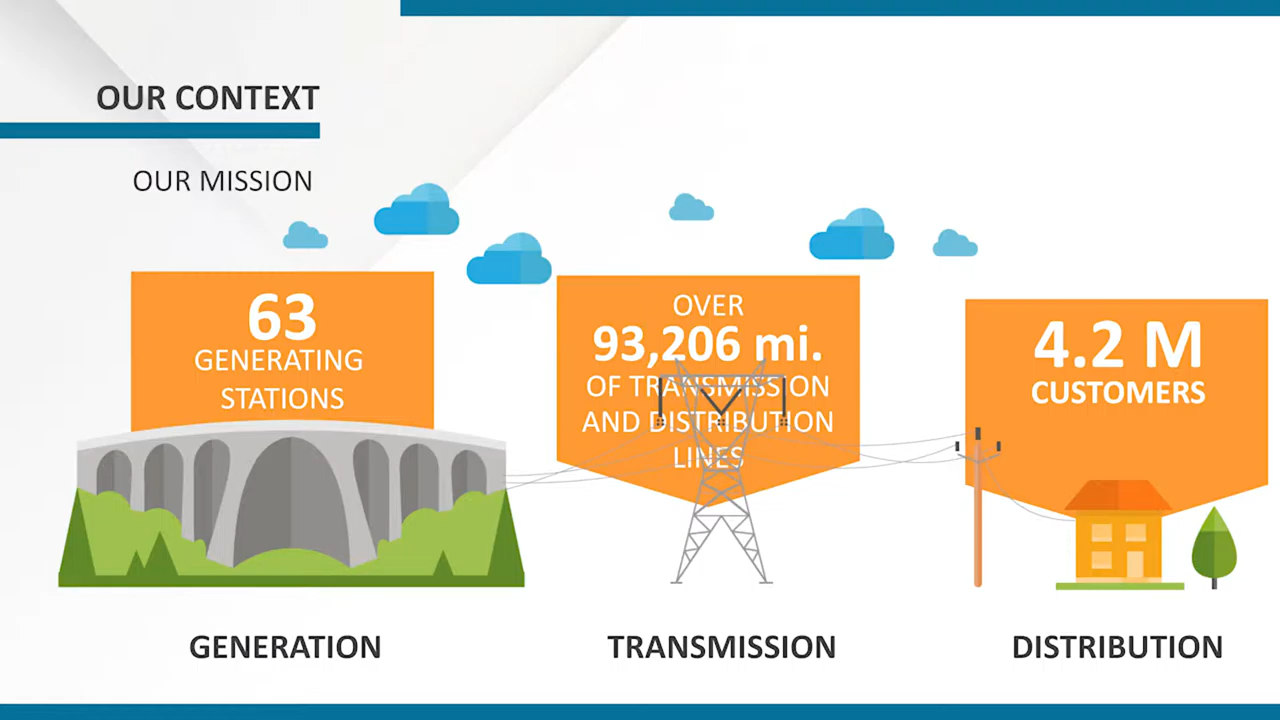 OUR CONTEXT
OUR MISSION
63
GENERATING
STATIONS
OVER
93,206 mi.
OF TRANSMISSION
AND DISTRIBUTION
LINES
4.2 M
CUSTOMERS
GENERATION
TRANSMISSION
DISTRIBUTION